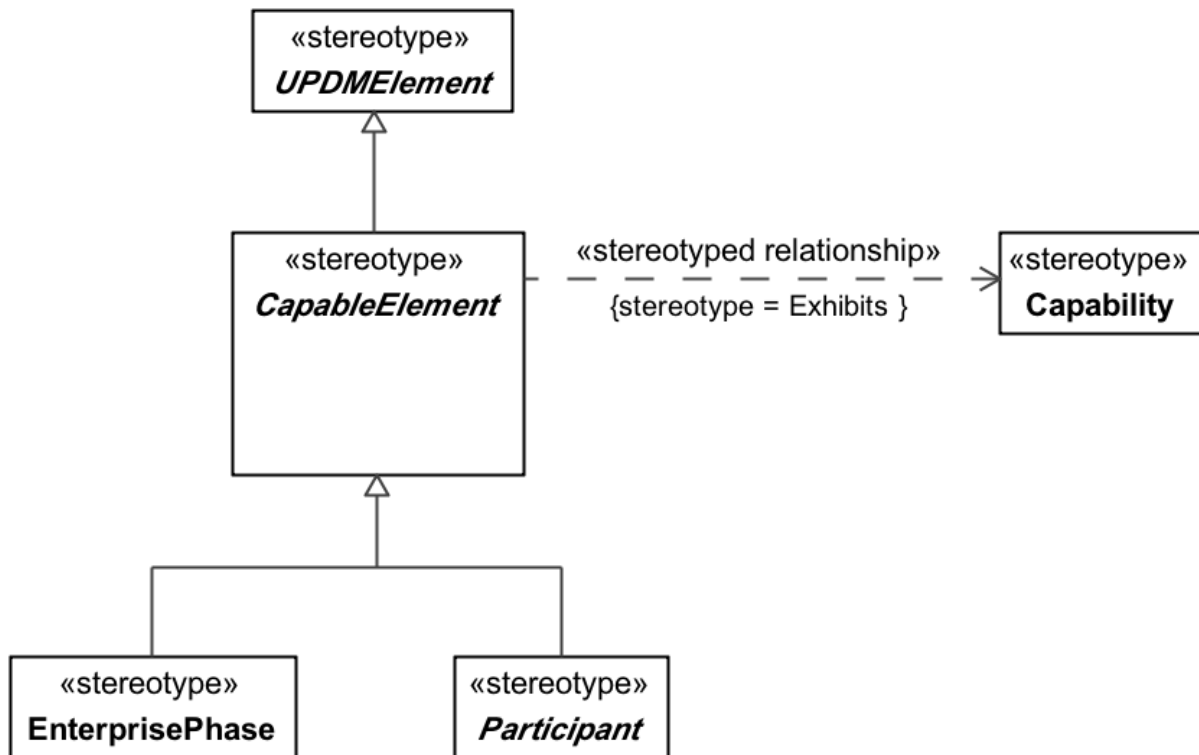 «stereotype»
UPDMElement
«stereotype»
CapableElement
«stereotyped relationship»
{stereotype = Exhibits }
«stereotype»
Capability
«stereotype»
EnterprisePhase
«stereotype»
Participant